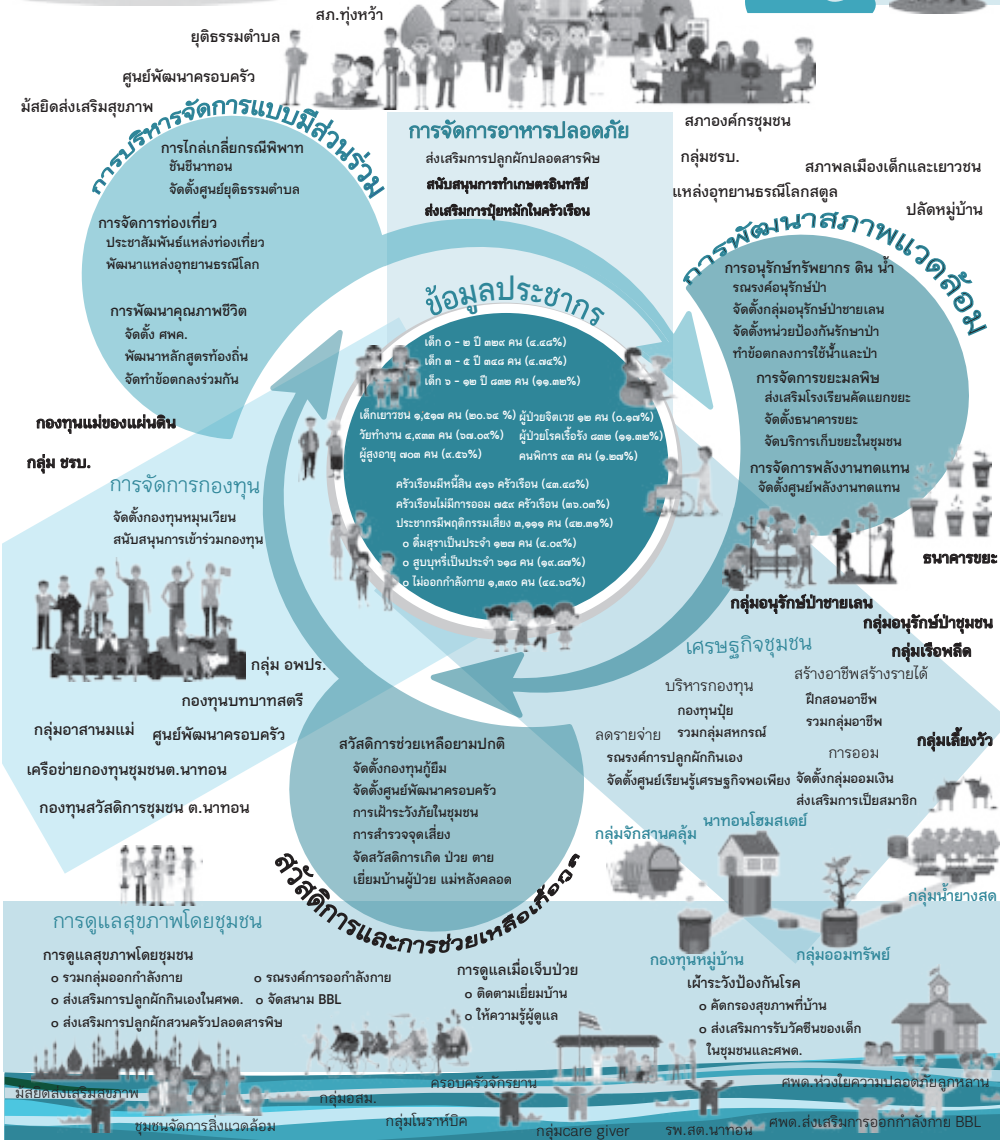 สภ.ทุ่งหว้า
ยุติธรรมตำบล
ศูนย์พัฒนาครอบครัว
มัสยิดส่งเสริมสุขภาพ
การบริหารจัดการแบบมีส่วนร่วม
การไกล่เกลี่ยกรณีพิพาท
ชันชีนาทอน
จัดตั้งศูนย์ยุติธรรมตำบล
การจัดการท่องเที่ยว
ประชาสัมพันธ์แหล่งท่องเที่ยว
พัฒนาแหล่งอุทยานธรณีโลก
การพัฒนาคุณภาพชีวิต
จัดตั้ง ศพค.
พัฒนาหลักสูตรท้องถิ่น
จัดทำข้อตกลงร่วมกัน
การจัดการอาหารปลอดภัย
ส่งเสริมการปลูกผักปลอดสารพิษ
สนับสนุนการทำเกษตรอินทรีย์
ส่งเสริมการปุ๋ยหมักในครัวเรือน
สภาองค์กรชุมชน
กลุ่มชรบ.
สภาพลเมืองเด็กและเยาวชน
แหล่งอุทยานธรณีโลกสตูล
ปลัดหมู่บ้าน
การพัฒนาสภาพแวดล้อม
การอนุรักษ์ทรัพยากร ดิน น้ำ
รณรงค์อนุรักษ์ป่า
จัดตั้งกลุ่มอนุรักษ์ป่าชายเลน
จัดตั้งหน่วยป้องกันรักษาป่า
ทำข้อตกลงการใช้น้ำและป่า
การจัดการขยะมลพิษ
ส่งเสริมโรงเรียนคัดแยกขยะ
จัดตั้งธนาคารขยะ
จัดบริการเก็บขยะในชุมชน
การจัดการพลังงานทดแทน
จัดตั้งศูนย์พลังงานทดแทน
ข้อมูลประชากร
เด็ก ๐ - ๒ ปี ๓๒๙ คน (๔.๔๘%)
เด็ก ๓ - ๕ ปี ๓๔๘ คน (๔.๗๔%)
เด็ก ๖ - ๑๒ ปี ๘๓๒ คน (๑๑.๓๒%)
เด็กเยาวชน ๑,๕๑๗ คน (๒๐.๖๔ %) ผู้ป่วยจิตเวช ๑๒ คน (๐.๑๗%)
วัยทำงาน ๔,๙๓๓ คน (๖๗.๐๙%) ผู้ป่วยโรคเรื้อรัง ๘๓๒ (๑๑.๓๒%)
ผู้สูงอายุ ๗๐๓ คน (๙.๕๖%) คนพิการ ๙๓ คน (๑.๒๗%)
ครัวเรือนมีหนี้สิน ๙๑๖ ครัวเรือน (๔๓.๔๘%)
ครัวเรือนไม่มีการออม ๗๕๙ ครัวเรือน (๓๖.๐๓%)
ประชากรมีพฤติกรรมเสี่ยง ๓,๑๑๑ คน (๔๒.๓๑%)
o ดื่มสุราเป็นประจำ ๑๒๗ คน (๔.๐๙%)
o สูบบุหรี่เป็นประจำ ๖๑๘ คน (๑๙.๘๗%)
o ไม่ออกกำลังกาย ๑,๓๙๐ คน (๔๔.๖๘%)
กองทุนแม่ของแผ่นดิน
กลุ่ม ชรบ.
การจัดการกองทุน
จัดตั้งกองทุนหมุนเวียน
สนับสนุนการเข้าร่วมกองทุน
ธนาคารขยะ
กลุ่มอนุรักษ์ป่าชายเลน
กลุ่มอนุรักษ์ป่าชุมชน
กลุ่มเรือพลีด
กลุ่ม อพปร.
กองทุนบทบาทสตรี
กลุ่มอาสานมแม่ ศูนย์พัฒนาครอบครัว
เครือข่ายกองทุนชุมชนต.นาทอน
กองทุนสวัสดิการชุมชน ต.นาทอน
สวัสดิการช่วยเหลือยามปกติ
จัดตั้งกองทุนกู้ยืม
จัดตั้งศูนย์พัฒนาครอบครัว
การเฝ้าระวังภัยในชุมชน
การสำรวจจุดเสี่ยง
จัดสวัสดิการเกิด ป่วย ตาย
เยี่ยมบ้านผู้ป่วย แม่หลังคลอด
สวัสดิการและการช่วยเหลือเกื้อกูล
เศรษฐกิจชุมชน
บริหารกองทุน
กองทุนปุ๋ย
รวมกลุ่มสหกรณ์
ลดรายจ่าย
รณรงค์การปลูกผักกินเอง
จัดตั้งศูนย์เรียนรู้เศรษฐกิจพอเพียง
สร้างอาชีพสร้างรายได้
ฝึกสอนอาชีพ
รวมกลุ่มอาชีพ
การออม
จัดตั้งกลุ่มออมเงิน
ส่งเสริมการเปียสมาชิก
กลุ่มเลี้ยงวัว
นาทอนโฮมสเตย์
กลุ่มจักสานคลุ้ม
กลุ่มน้ำยางสด
กองทุนหมู่บ้าน
กลุ่มออมทรัพย์
การดูแลสุขภาพโดยชุมชน
การดูแลสุขภาพโดยชุมชน
o รวมกลุ่มออกกำลังกาย o รณรงค์การออกำลังกาย
o ส่งเสริมการปลูกผักกินเองในศพด. o จัดสนาม BBL
o ส่งเสริมการปลูกผักสวนครัวปลอดสารพิษ
การดูแลเมื่อเจ็บป่วย
o ติดตามเยี่ยมบ้าน
o ให้ความรู้ผู้ดูแล
เฝ้าระวังป้องกันโรค
o คัดกรองสุขภาพที่บ้าน
o ส่งเสริมการรับวัคซีนของเด็ก
ในชุมชนและศพด.
มัสยิดส่งเสริมสุขภาพ
ชุมชนจัดการสิ่งแวดล้อม
กลุ่มอสม.
ครอบครัวจักรยาน
กลุ่มโนราห์บิค
กลุ่มcare giver
รพ.สต.นาทอน
ศพด.ห่วงใยความปลอดภัยลูกหลาน
ศพด.ส่งเสริมการออกกำลังกาย BBL